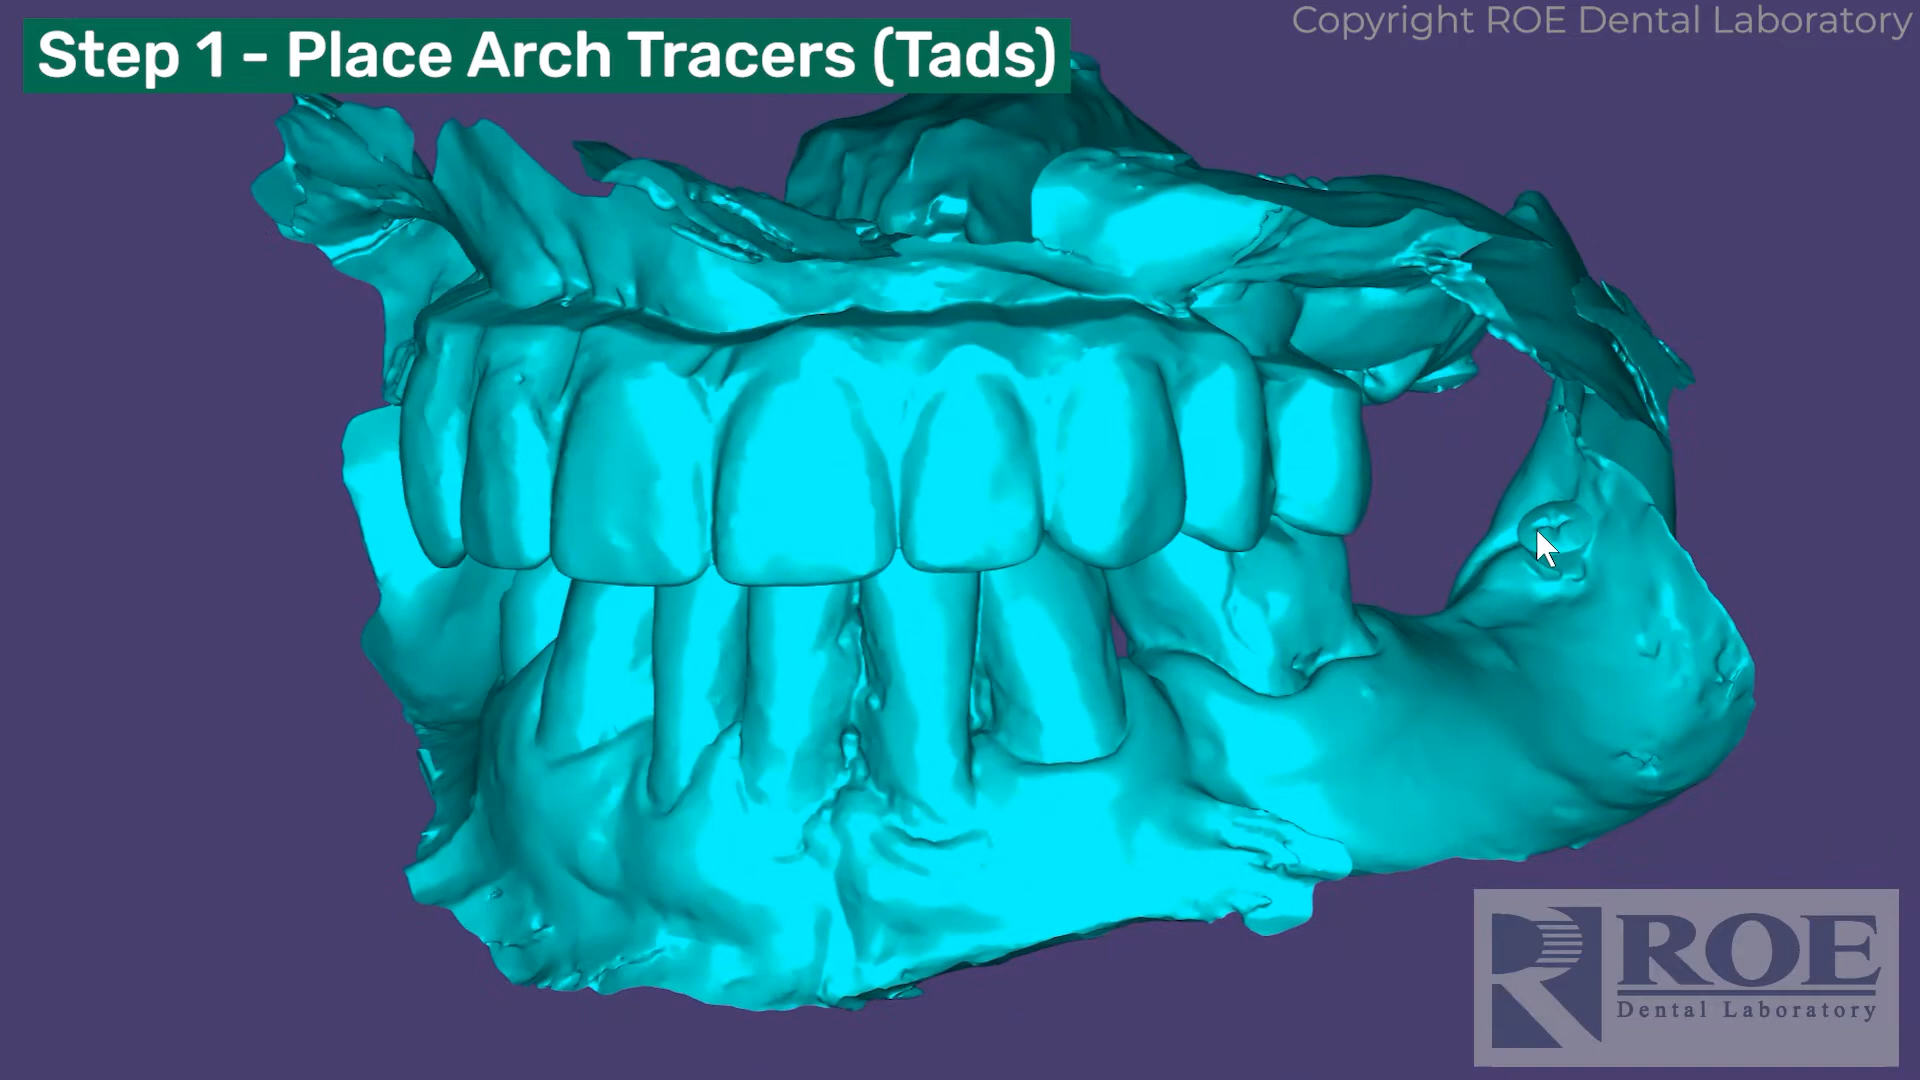 Copyright ROE Dental Laboratory
Step 1 - Place Arch Tracers (Tads)
ROE
Dental Laboratory